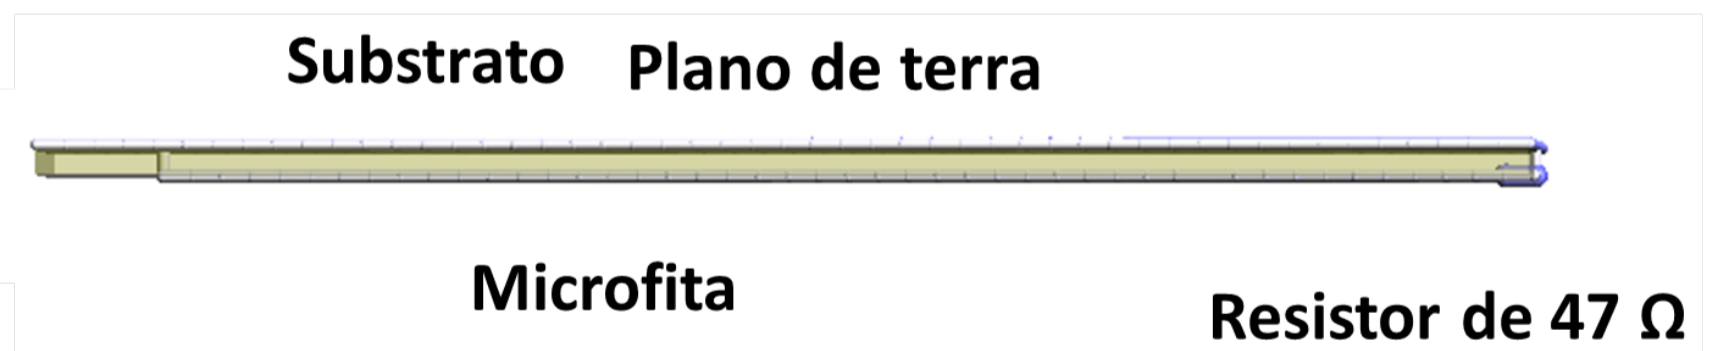 Substrato
Plano de terra
Microfita
Resistor de 47 Ω